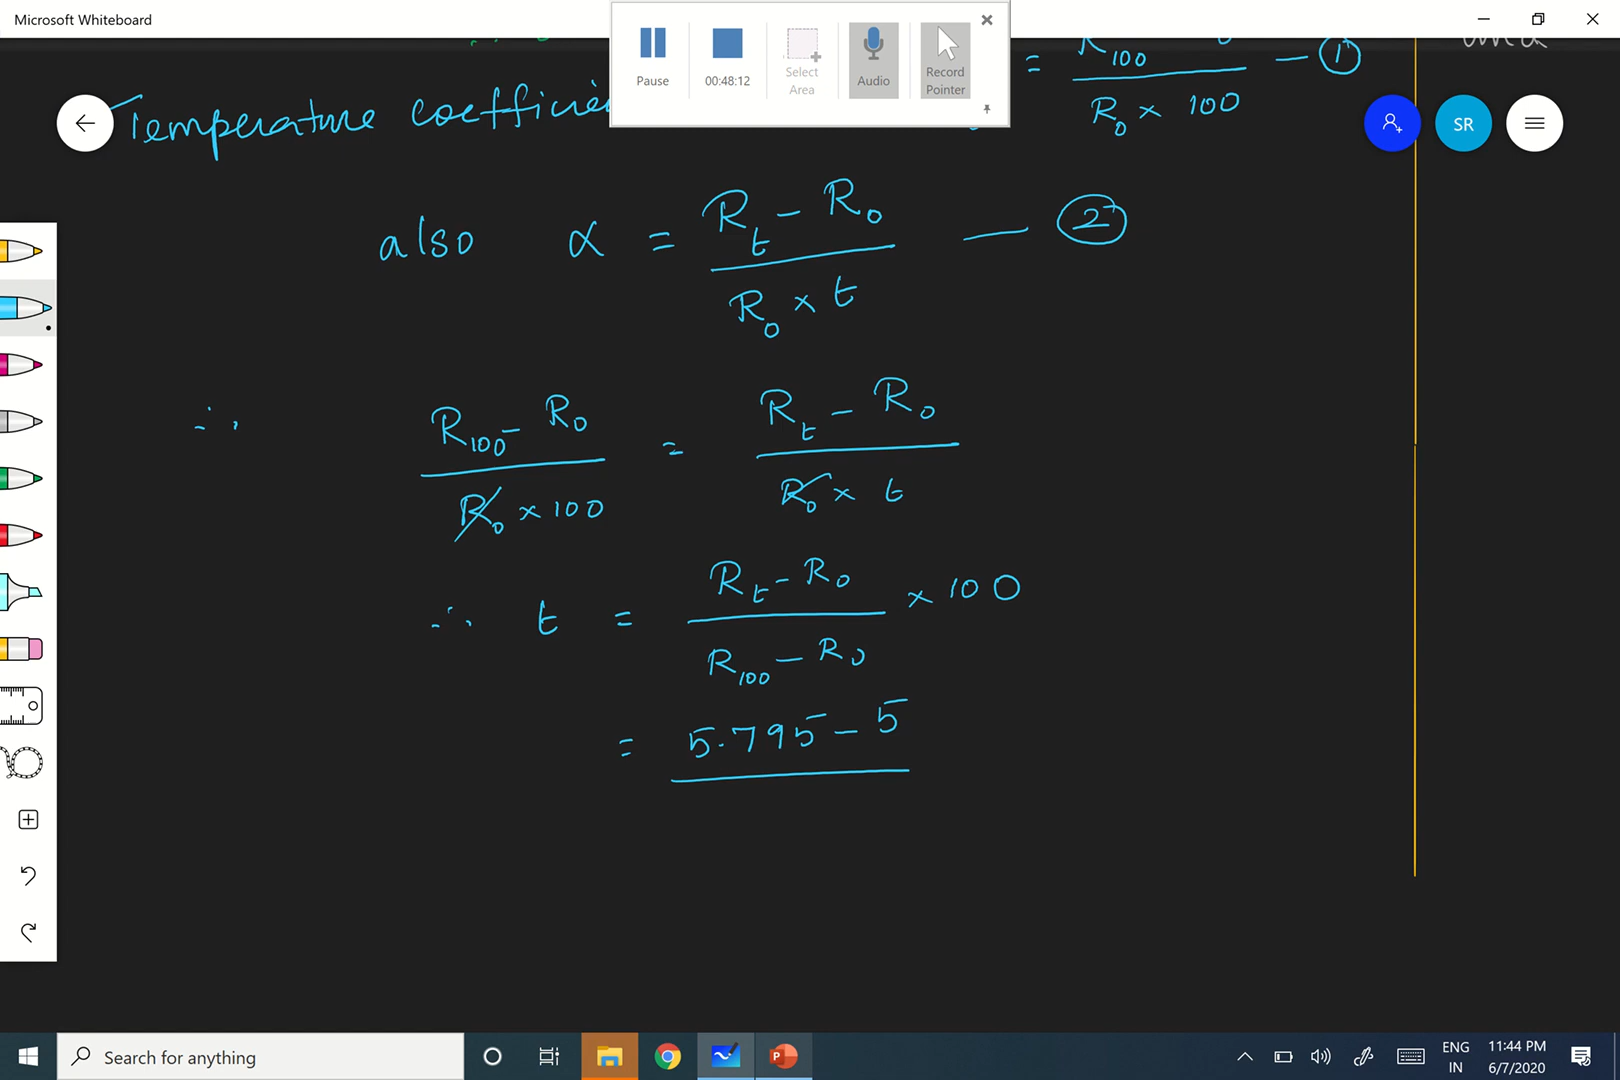 Microsoft Whiteboard
Pause
00:48:12
Select Area
Audio
Record Pointer
SR
Temperature coefficien = R₁₀₀ / R₀ × 100 — ①
also α = Rₜ − R₀ / R₀ × t — ②
∴ R₁₀₀ − R₀ / R₀ × 100 = Rₜ − R₀ / R₀ × t
∴ t = Rₜ − R₀ / R₁₀₀ − R₀ × 100
= 5.795 − 5
Search for anything
ENG IN
11:44 PM
6/7/2020